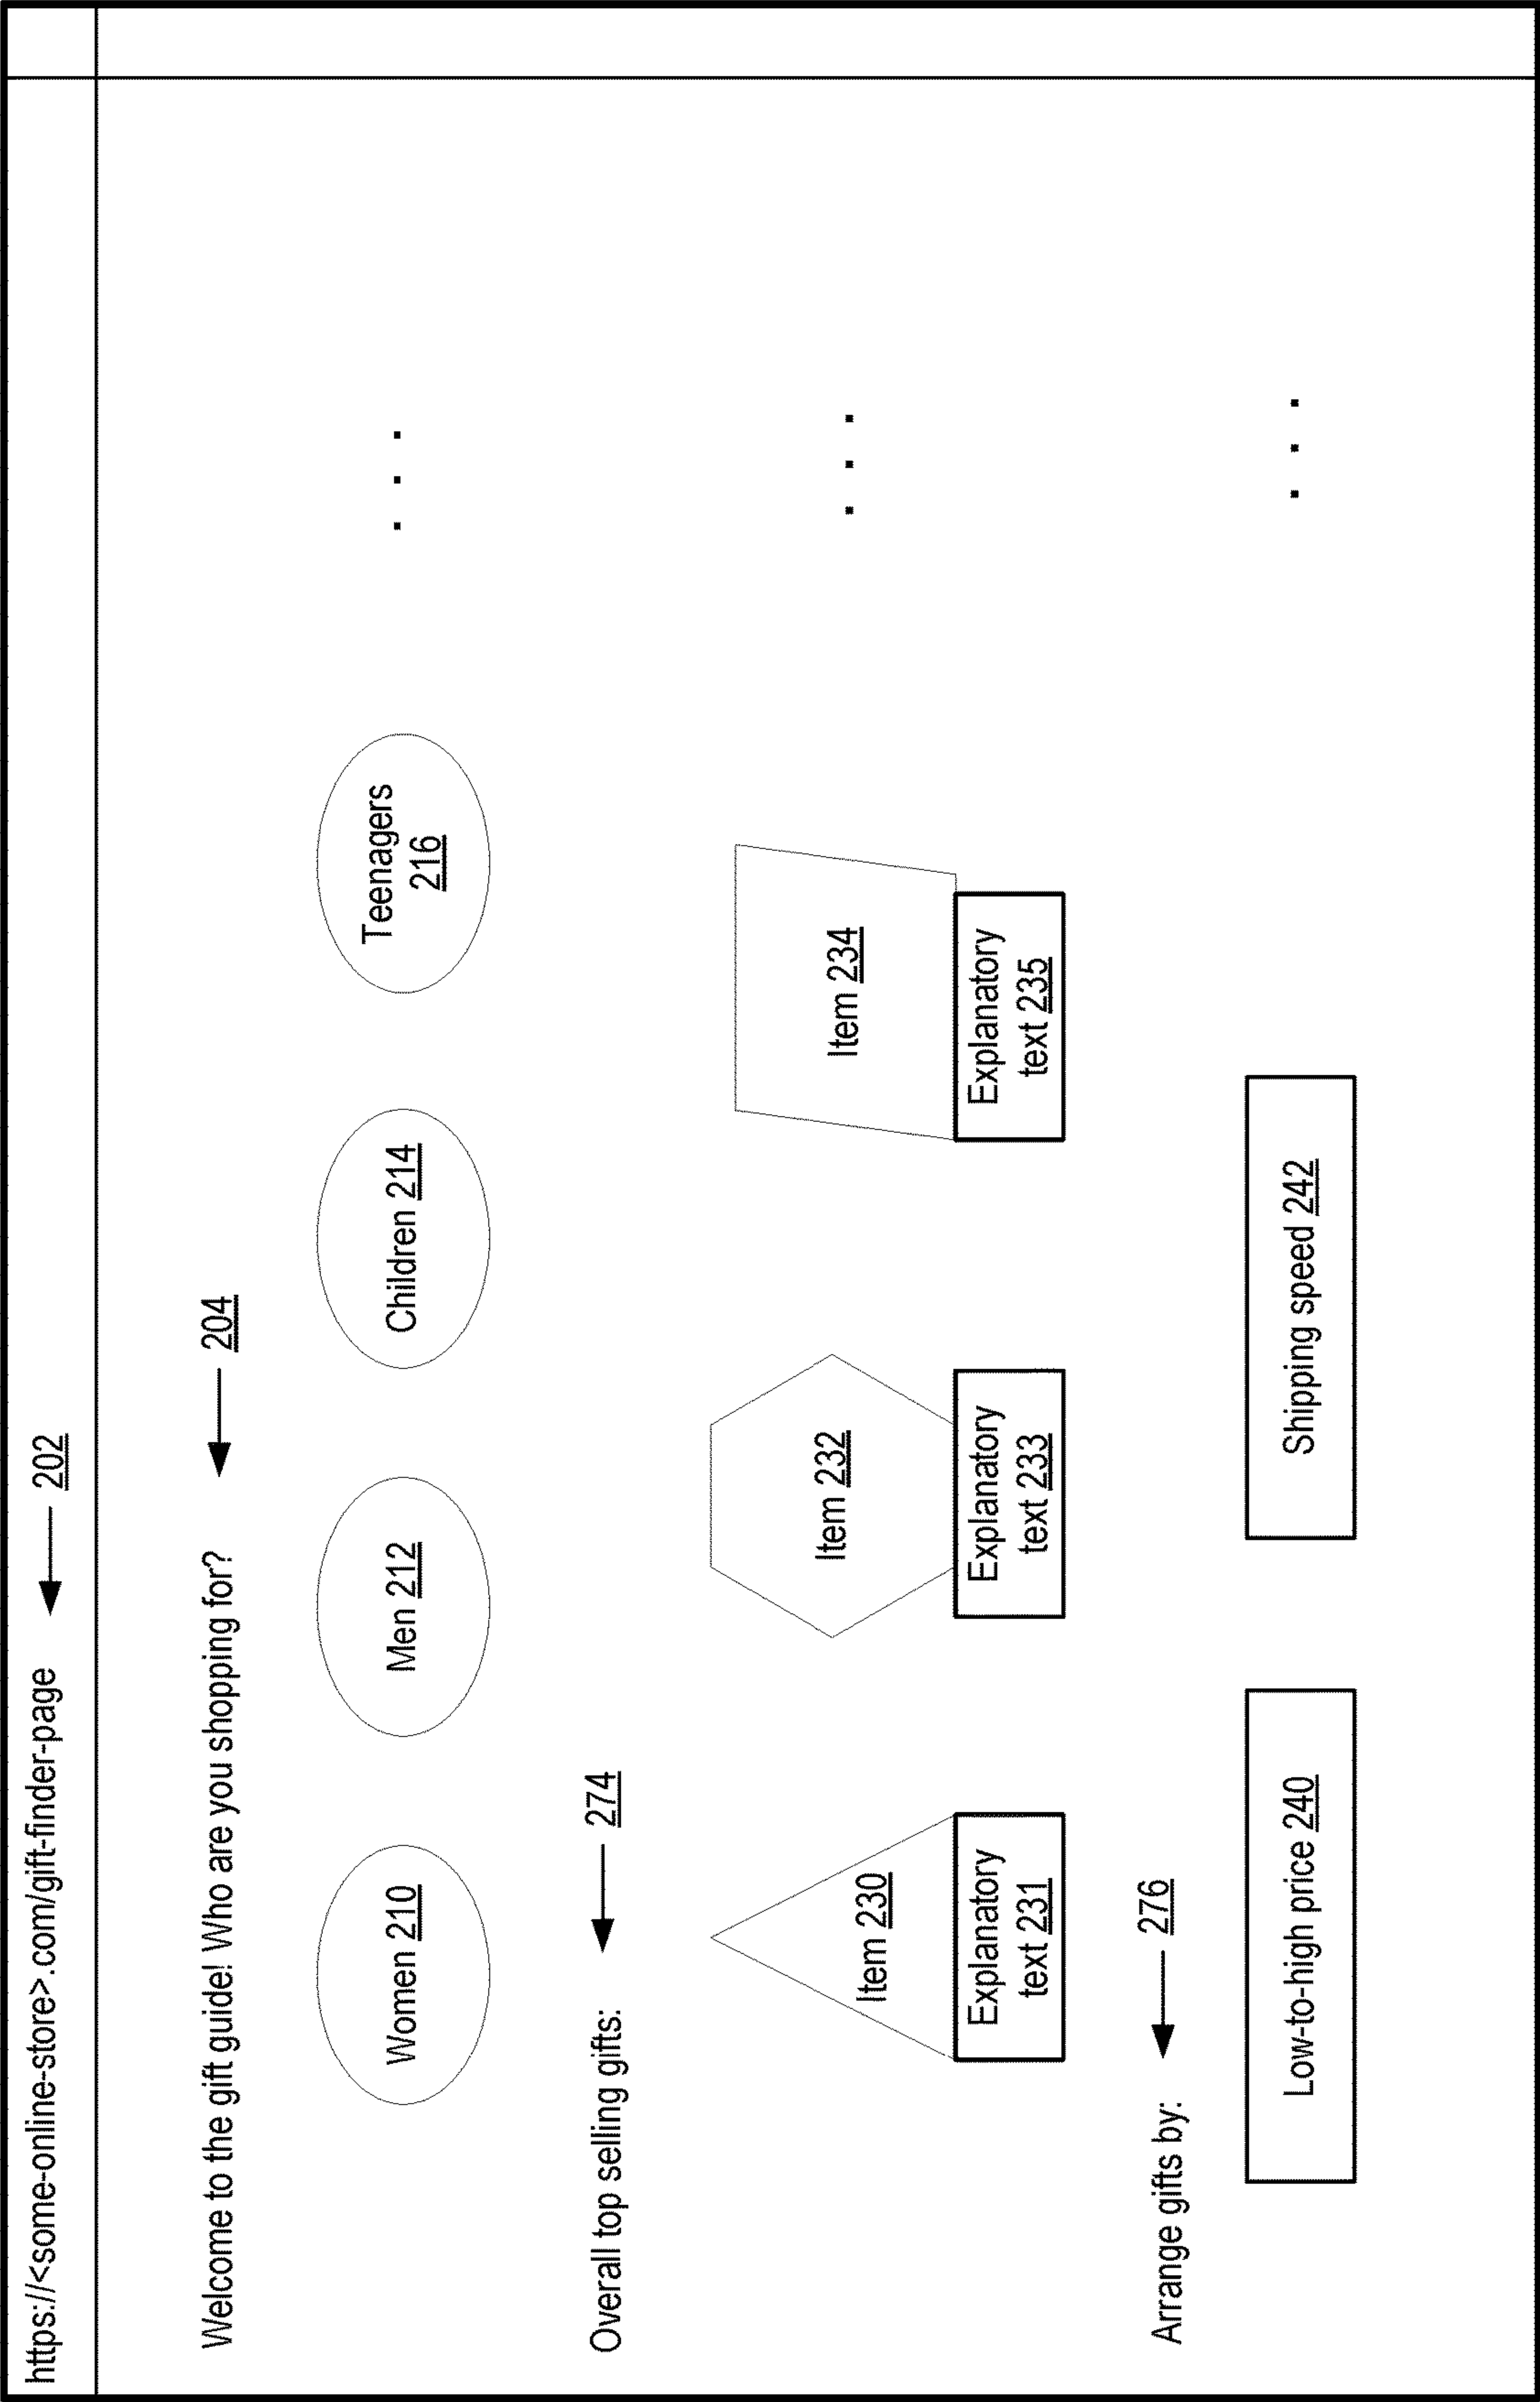 https://<some-online-store>.com/gift-finder-page 202
Welcome to the gift guide! Who are you shopping for? 204
Women 210
Men 212
Children 214
Teenagers
216
. . .
Overall top selling gifts: 274
Item 230
Explanatory
text 231
Item 232
Explanatory
text 233
Item 234
Explanatory
text 235
. . .
Arrange gifts by: 276
Low-to-high price 240
Shipping speed 242
. . .